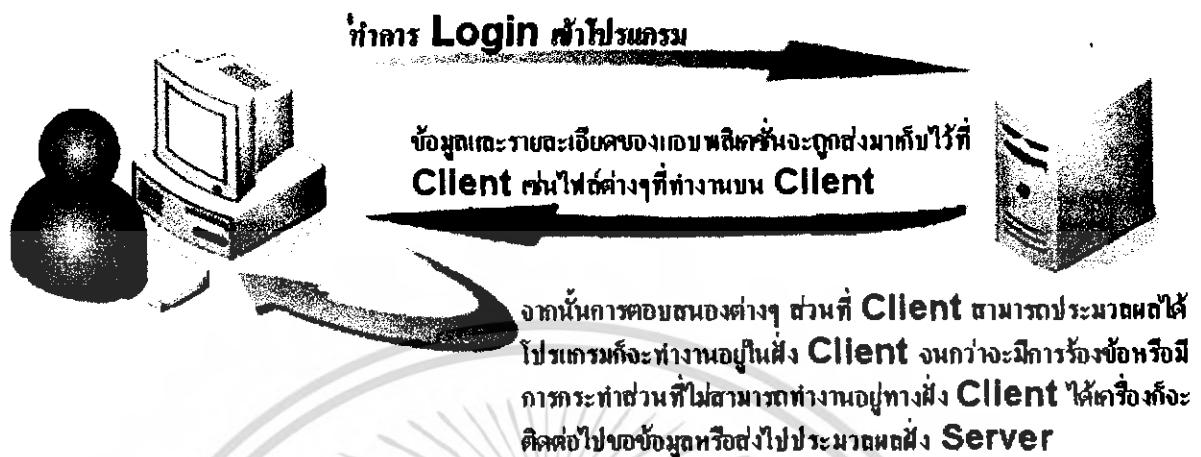 ทำการ Login เข้าโปรแกรม
ข้อมูลและรายละเอียดของแอบพลิเคชั่นจะถูกส่งมาเก็บไว้ที่
Client เช่นไฟล์ต่างๆที่ทำงานบน Client
จากนั้นการตอบสนองต่างๆ ส่วนที่ Client สามารถประมวลผลได้
โปรแกรมก็จะทำงานอยู่ในฝั่ง Client จนกว่าจะมีการร้องข้อหรือมี
การกระทำส่วนที่ไม่สามารถทำงานอยู่ทางฝั่ง Client ได้เครื่องก็จะ
ติดต่อไปขอข้อมูลหรือส่งไปประมวลผลฝั่ง Server